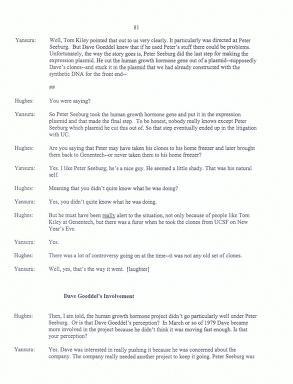 81
Yansura: Well, Tom Kiley pointed that out to us very clearly. It particularly was directed at Peter
Seeburg. But Dave Goeddel knew that if he used Peter's stuff there could be problems.
Unfortunately, the way the story goes is, Peter Seeburg did the last step for making the
expression plasmid. He cut the human growth hormone gene out of a plasmid--supposedly
Dave's clones--and stuck it in the plasmid that we had already constructed with the
synthetic DNA for the front end--
##
Hughes: You were saying?
Yansura: So Peter Seeburg took the human growth hormone gene and put it in the expression
plasmid and that made the final step. To be honest, nobody really knows except Peter
Seeburg which plasmid he cut this out of. So that step eventually ended up in the litigation
with UC.
Hughes: Are you saying that Peter may have taken his clones to his home freezer and later brought
them back to Genentech--or never taken them to his home freezer?
Yansura: Yes. I like Peter Seeburg; he's a nice guy. He seemed a little shady. That was his natural
self.
Hughes: Meaning that you didn't quite know what he was doing?
Yansura: Yes, you didn't quite know what he was doing.
Hughes: But he must have been really alert to the situation, not only because of people like Tom
Kiley at Genentech, but there was a furor when he took the clones from UCSF on New
Year's Eve.
Yansura: Yes.
Hughes: There was a lot of controversy going on at the time--it was not any old set of clones.
Yansura: Well, yes, that's the way it went. [laughter]
Dave Goeddel's Involvement
Hughes: Then, I am told, the human growth hormone project didn't go particularly well under Peter
Seeburg. Or is that Dave Goeddel's perception? In March or so of 1979 Dave became
more involved in the project because he didn't think it was moving fast enough. Is that
your perception?
Yansura: Yes. Dave was interested in really pushing it because he was concerned about the
company. The company really needed another project to keep it going. Peter Seeburg was